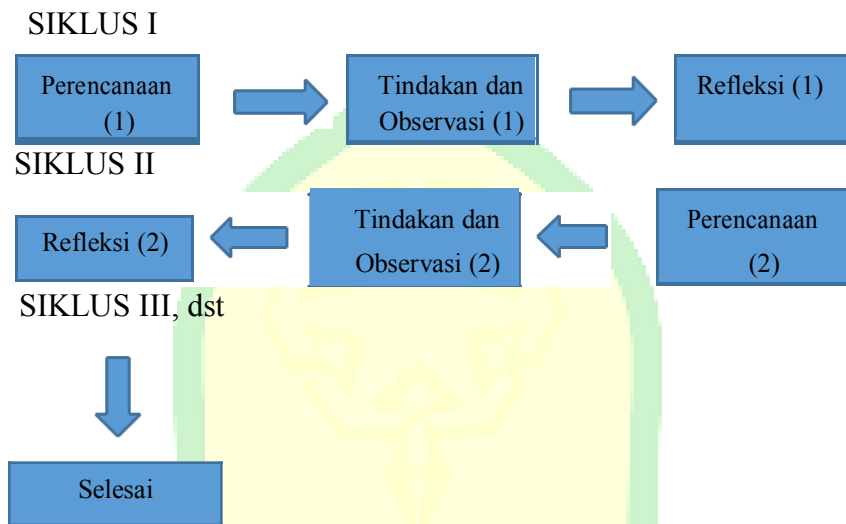 SIKLUS I
Perencanaan
(1)
Tindakan dan
Observasi (1)
Refleksi (1)
SIKLUS II
Refleksi (2)
Tindakan dan
Observasi (2)
Perencanaan
(2)
SIKLUS III, dst
Selesai